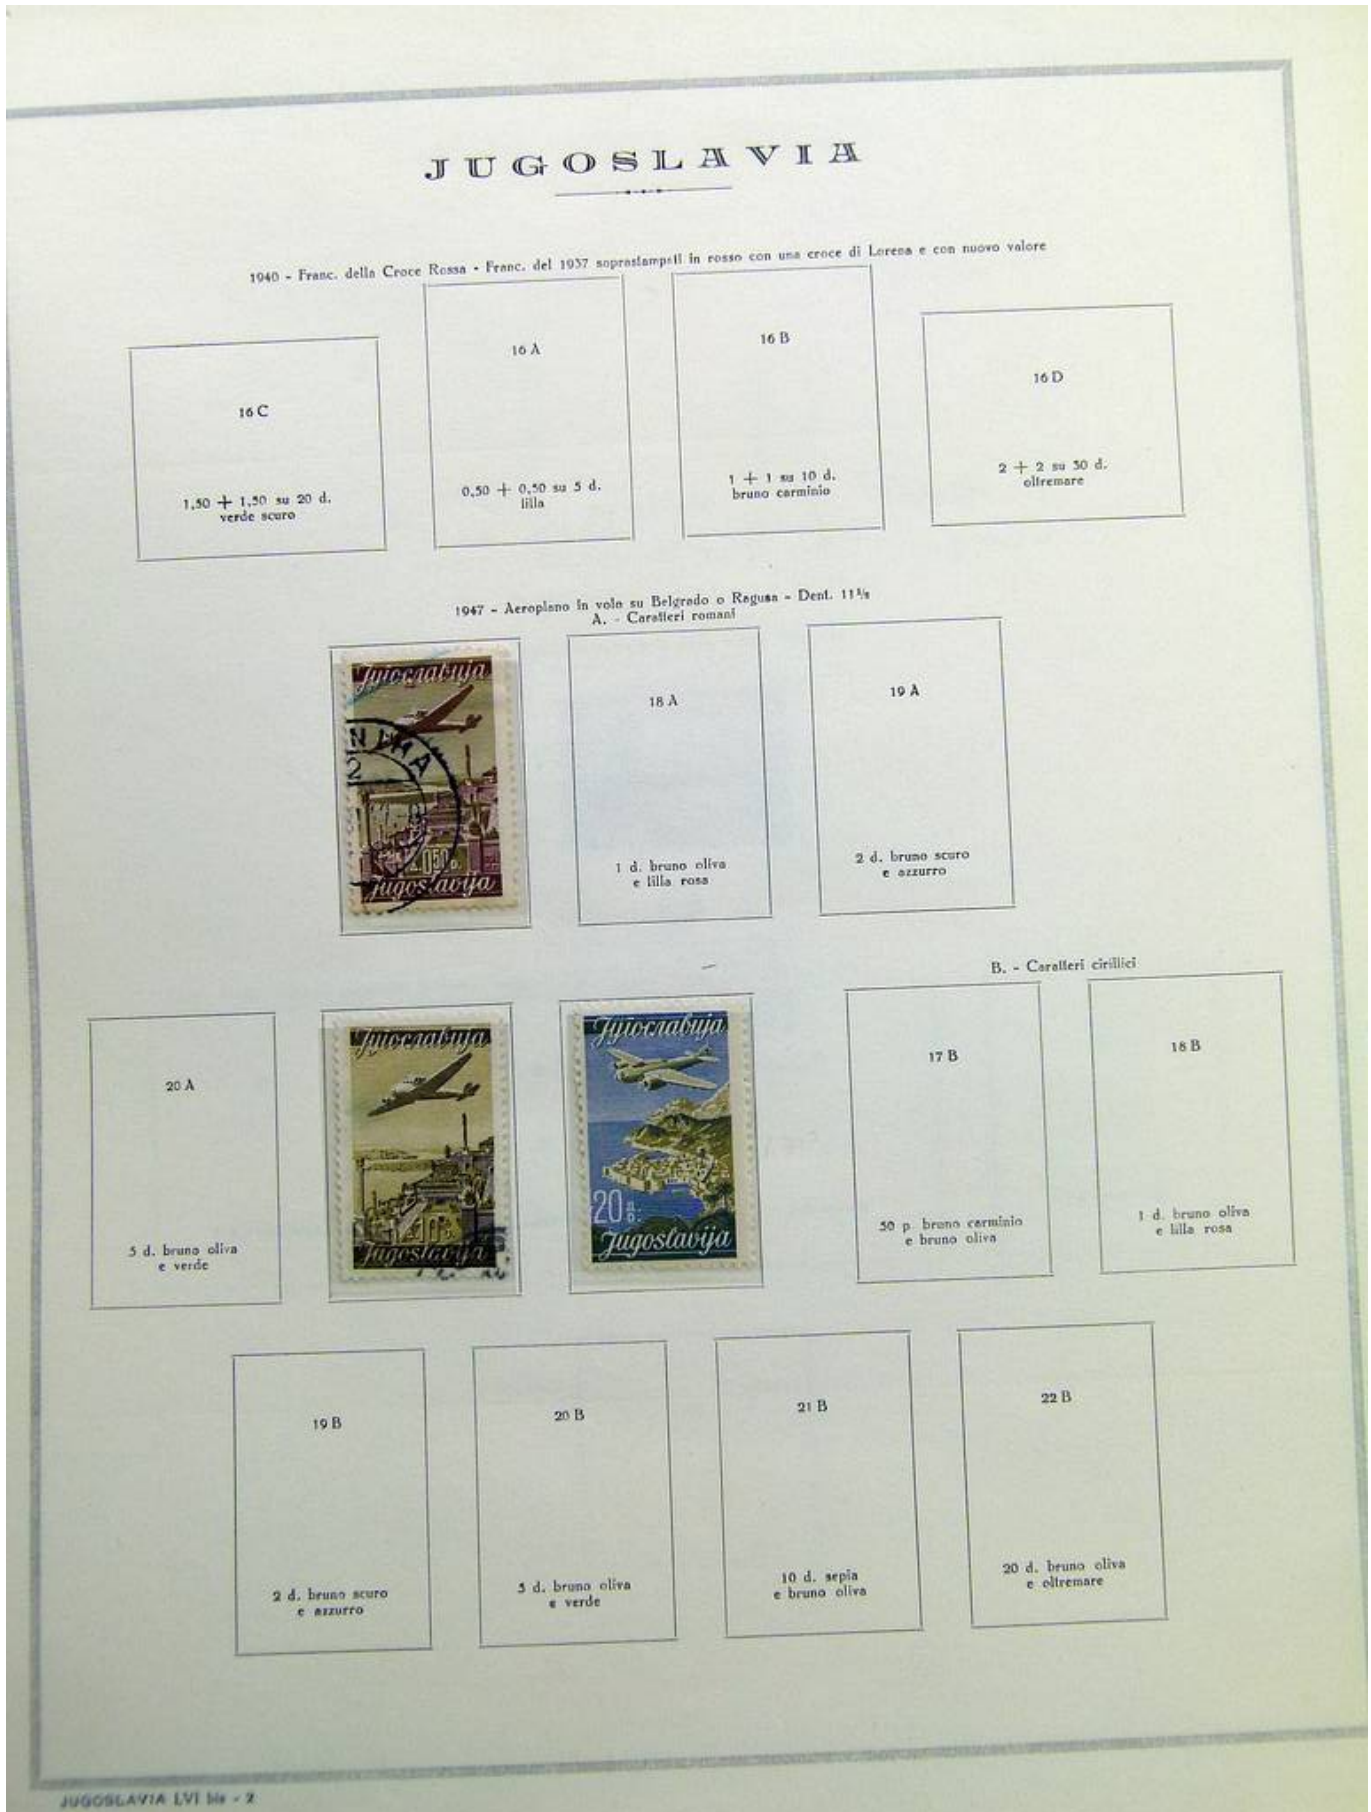 JUGOSLAVIA
1940 - Franc. della Croce Rossa - Franc. del 1937 soprastampati in rosso con una croce di Lorena e con nuovo valore
16 C
1,50 + 1,50 su 20 d.
verde scuro
16 A
0,50 + 0,50 su 5 d.
lilla
16 B
1 + 1 su 10 d.
bruno carminio
16 D
2 + 2 su 30 d.
oltremare
1947 - Aeroplano in volo su Belgrado o Ragusa - Dent. 11½
A. - Caratteri romani
Југославија
0.50
Jugoslavija
18 A
1 d. bruno oliva
e lilla rosa
19 A
2 d. bruno scuro
e azzurro
20 A
5 d. bruno oliva
e verde
Југославија
10
Jugoslavija
Југославија
20
Jugoslavija
B. - Caratteri cirillici
17 B
50 p. bruno carminio
e bruno oliva
18 B
1 d. bruno oliva
e lilla rosa
19 B
2 d. bruno scuro
e azzurro
20 B
5 d. bruno oliva
e verde
21 B
10 d. sepia
e bruno oliva
22 B
20 d. bruno oliva
e oltremare
JUGOSLAVIA LVI bis - 2